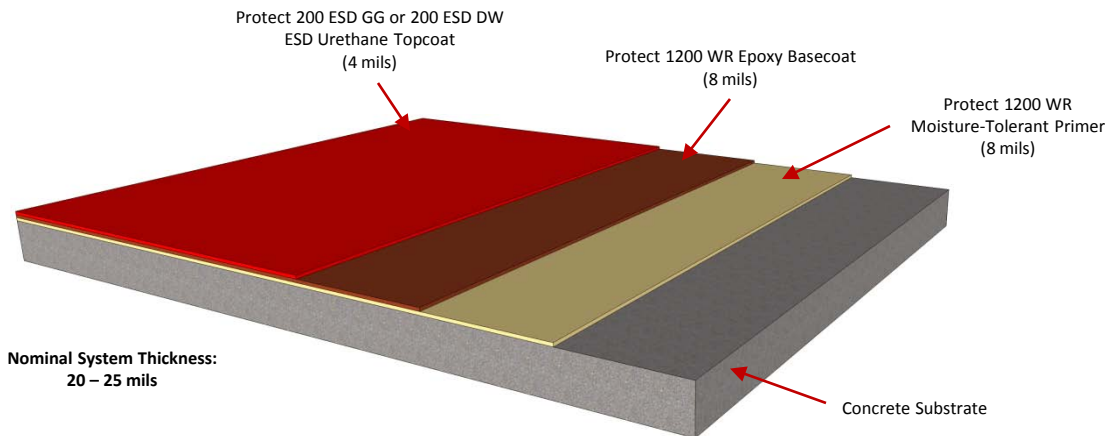 Protect 200 ESD GG or 200 ESD DW
ESD Urethane Topcoat
(4 mils)
Protect 1200 WR Epoxy Basecoat
(8 mils)
Protect 1200 WR
Moisture-Tolerant Primer
(8 mils)
Nominal System Thickness:
20 – 25 mils
Concrete Substrate